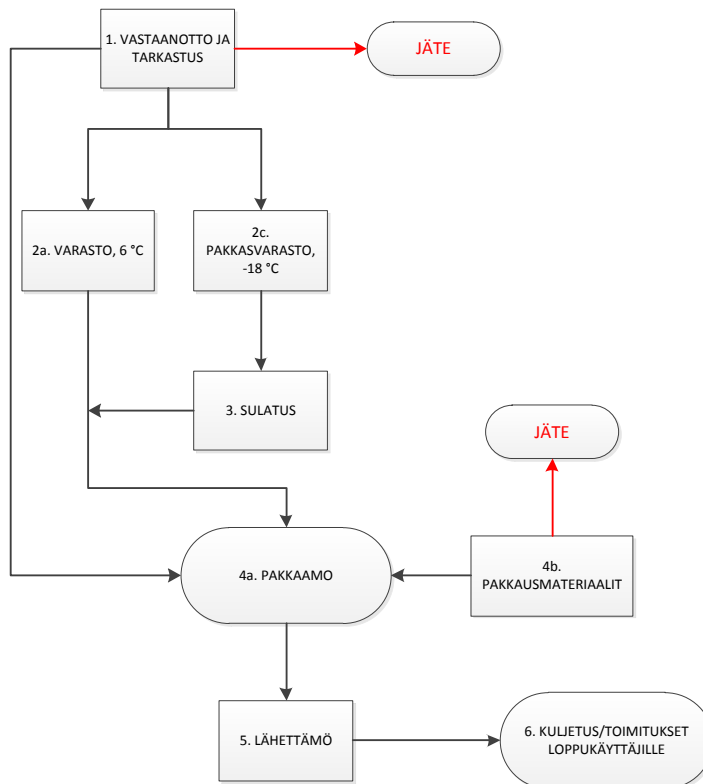 1. VASTAANOTTO JA
TARKASTUS
JÄTE
2a. VARASTO, 6 °C
2c.
PAKKASVARASTO,
-18 °C
3. SULATUS
JÄTE
4a. PAKKAAMO
4b.
PAKKAUSMATERIAALIT
5. LÄHETTÄMÖ
6. KULJETUS/TOIMITUKSET
LOPPUKÄYTTÄJILLE